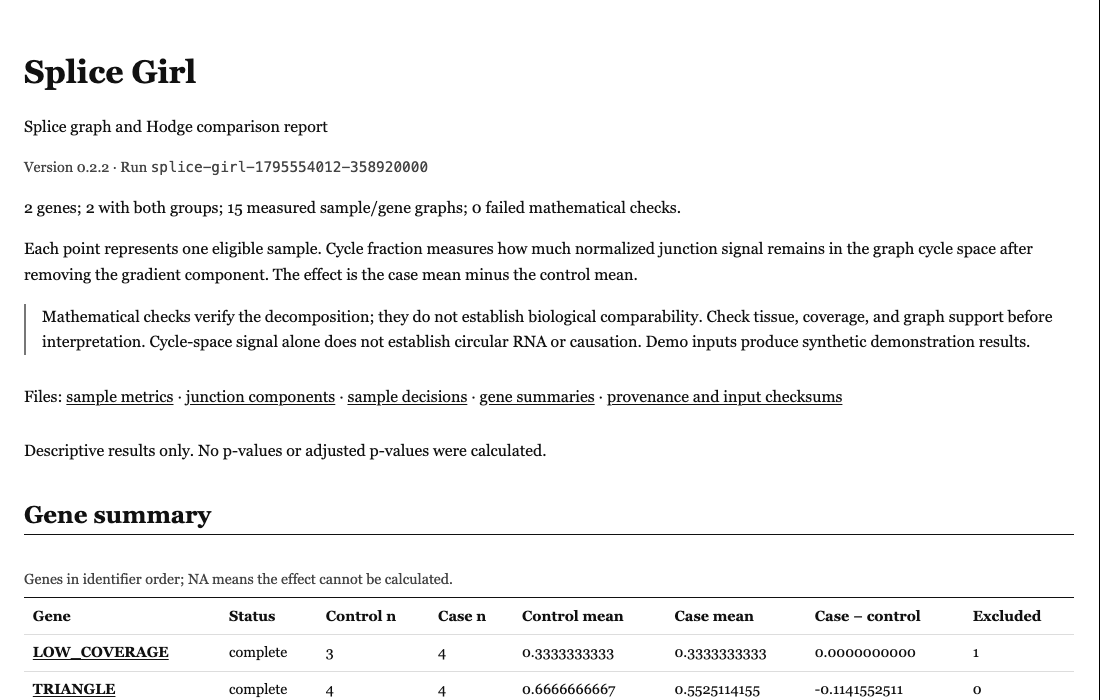 Splice Girl
Splice graph and Hodge comparison report
Version 0.2.2 · Run splice-girl-1795554012-358920000
2 genes; 2 with both groups; 15 measured sample/gene graphs; 0 failed mathematical checks.
Each point represents one eligible sample. Cycle fraction measures how much normalized junction signal remains in the graph cycle space after
removing the gradient component. The effect is the case mean minus the control mean.
Mathematical checks verify the decomposition; they do not establish biological comparability. Check tissue, coverage, and graph support before
interpretation. Cycle-space signal alone does not establish circular RNA or causation. Demo inputs produce synthetic demonstration results.
Files: sample metrics · junction components · sample decisions · gene summaries · provenance and input checksums
Descriptive results only. No p-values or adjusted p-values were calculated.
Gene summary
Genes in identifier order; NA means the effect cannot be calculated.
Gene Status Control n Case n Control mean Case mean Case – control Excluded
LOW_COVERAGE complete 3 4 0.3333333333 0.3333333333 0.0000000000 1
TRIANGLE complete 4 4 0.6666666667 0.5525114155 -0.1141552511 0